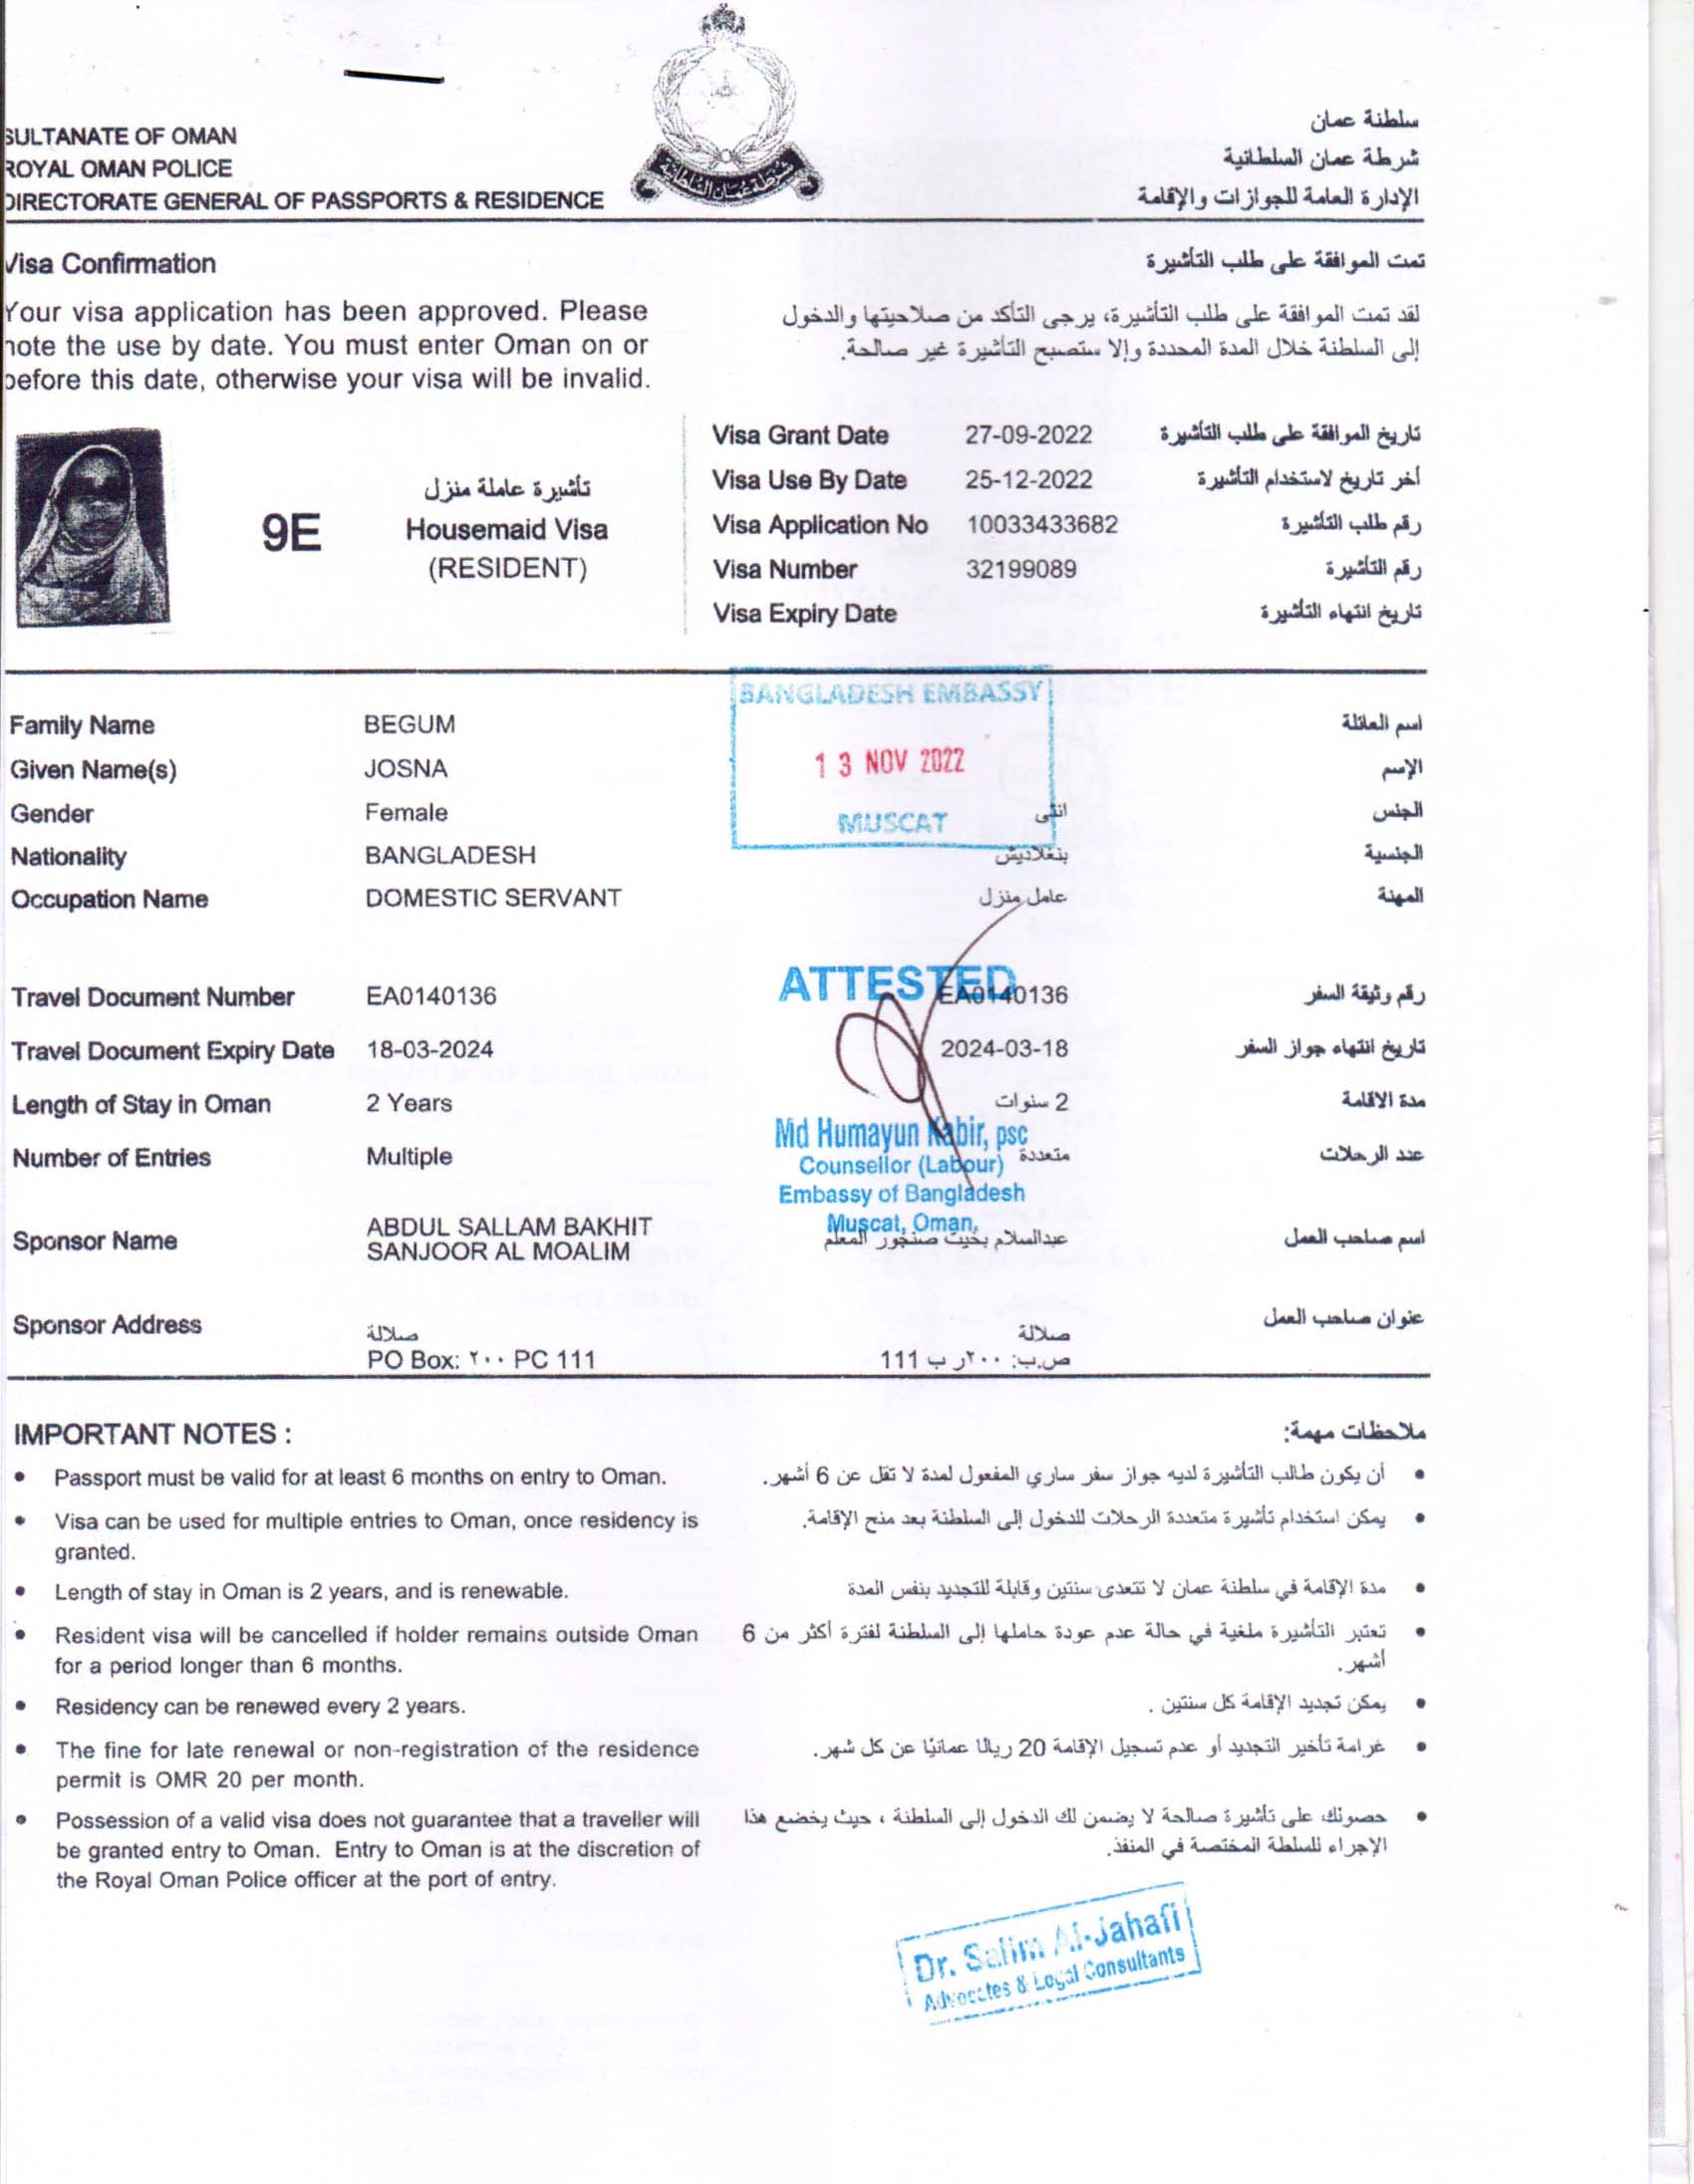 SULTANATE OF OMAN
ROYAL OMAN POLICE
DIRECTORATE GENERAL OF PASSPORTS & RESIDENCE
شرطة عمان السلطانية
سلطنة عمان
شرطة عمان السلطانية
الإدارة العامة للجوازات والإقامة
Visa Confirmation
تمت الموافقة على طلب التأشيرة
Your visa application has been approved. Please
note the use by date. You must enter Oman on or
before this date, otherwise your visa will be invalid.
لقد تمت الموافقة على طلب التأشيرة، يرجى التأكد من صلاحيتها والدخول
إلى السلطنة خلال المدة المحددة وإلا ستصبح التأشيرة غير صالحة.
9E
تأشيرة عاملة منزل
Housemaid Visa
(RESIDENT)
Visa Grant Date 27-09-2022 تاريخ الموافقة على طلب التأشيرة
Visa Use By Date 25-12-2022 أخر تاريخ لاستخدام التأشيرة
Visa Application No 10033433682 رقم طلب التأشيرة
Visa Number 32199089 رقم التأشيرة
Visa Expiry Date تاريخ انتهاء التأشيرة
BANGLADESH EMBASSY
13 NOV 2022
MUSCAT
Family Name BEGUM اسم العائلة
Given Name(s) JOSNA الإسم
Gender Female انثى الجنس
Nationality BANGLADESH بنغلاديش الجنسية
Occupation Name DOMESTIC SERVANT عامل منزل المهنة
ATTESTED
Travel Document Number EA0140136 EA0140136 رقم وثيقة السفر
Travel Document Expiry Date 18-03-2024 2024-03-18 تاريخ انتهاء جواز السفر
Length of Stay in Oman 2 Years 2 سنوات مدة الاقامة
Md Humayun Kabir, psc
Counsellor (Labour)
Embassy of Bangladesh
Muscat, Oman.
Number of Entries Multiple متعددة عدد الرحلات
Sponsor Name ABDUL SALLAM BAKHIT
SANJOOR AL MOALIM
عبدالسلام بخيت صنجور المعلم اسم صاحب العمل
Sponsor Address صلالة صلالة عنوان صاحب العمل
PO Box: ٢٠٠ PC 111 ص.ب: ٢٠٠ر ب 111
IMPORTANT NOTES :
ملاحظات مهمة:
• Passport must be valid for at least 6 months on entry to Oman.
• أن يكون طالب التأشيرة لديه جواز سفر ساري المفعول لمدة لا تقل عن 6 أشهر.
• Visa can be used for multiple entries to Oman, once residency is
granted.
• يمكن استخدام تأشيرة متعددة الرحلات للدخول إلى السلطنة بعد منح الإقامة.
• Length of stay in Oman is 2 years, and is renewable.
• مدة الإقامة في سلطنة عمان لا تتعدى سنتين وقابلة للتجديد بنفس المدة
• Resident visa will be cancelled if holder remains outside Oman
for a period longer than 6 months.
• تعتبر التأشيرة ملغية في حالة عدم عودة حاملها إلى السلطنة لفترة أكثر من 6
أشهر.
• Residency can be renewed every 2 years.
• يمكن تجديد الإقامة كل سنتين .
• The fine for late renewal or non-registration of the residence
permit is OMR 20 per month.
• غرامة تأخير التجديد أو عدم تسجيل الإقامة 20 ريالا عمانيا عن كل شهر.
• Possession of a valid visa does not guarantee that a traveller will
be granted entry to Oman. Entry to Oman is at the discretion of
the Royal Oman Police officer at the port of entry.
• حصولك على تأشيرة صالحة لا يضمن لك الدخول إلى السلطنة ، حيث يخضع هذا
الإجراء للسلطة المختصة في المنفذ.
Dr. Salim Al-Jahafi
Advocates & Legal Consultants